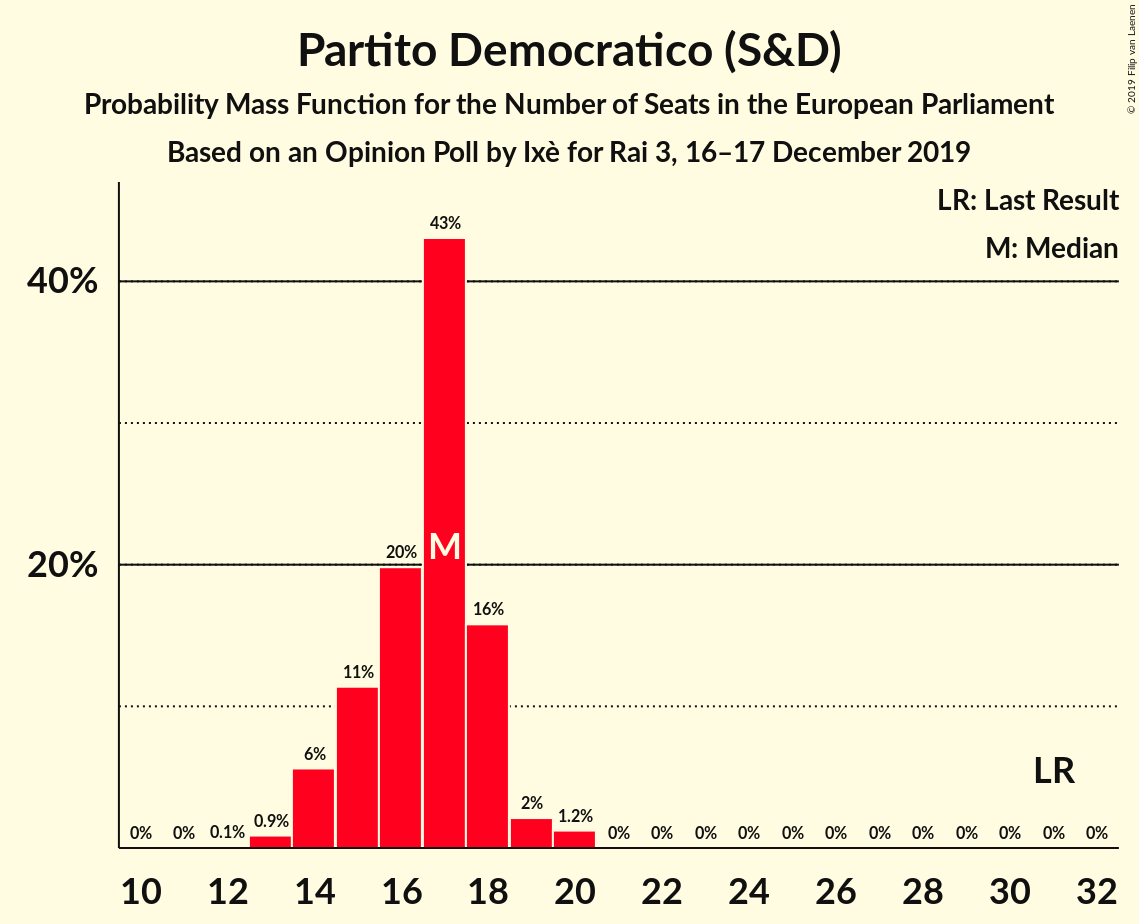 Partito Democratico (S&D)
Probability Mass Function for the Number of Seats in the European Parliament
Based on an Opinion Poll by Ixè for Rai 3, 16–17 December 2019
© 2019 Filip van Laenen
LR: Last Result
M: Median
40%
20%
0% 0% 0.1% 0.9% 6% 11% 20% 43% 16% 2% 1.2% 0% 0% 0% 0% 0% 0% 0% 0% 0% 0% 0% 0%
M
LR
10 12 14 16 18 20 22 24 26 28 30 32